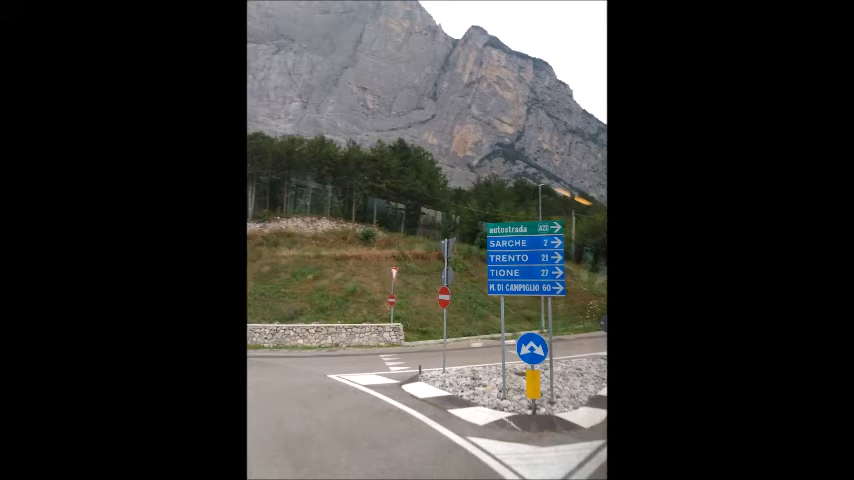 autostrada A22
SARCHE 2
TRENTO 21
TIONE 27
M. DI CAMPIGLIO 60